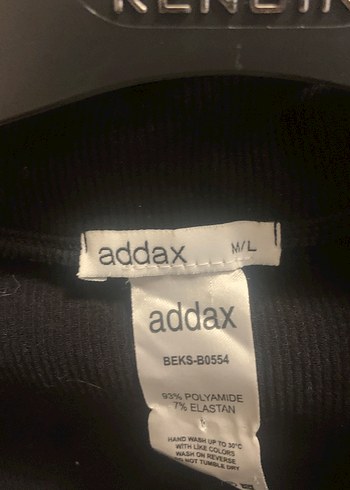 addax M/L
addax
BEKS-B0554
93% POLYAMIDE
7% ELASTAN
HAND WASH UP TO 30°C
WITH LIKE COLORS
WASH ON REVERSE
DO NOT TUMBLE DRY